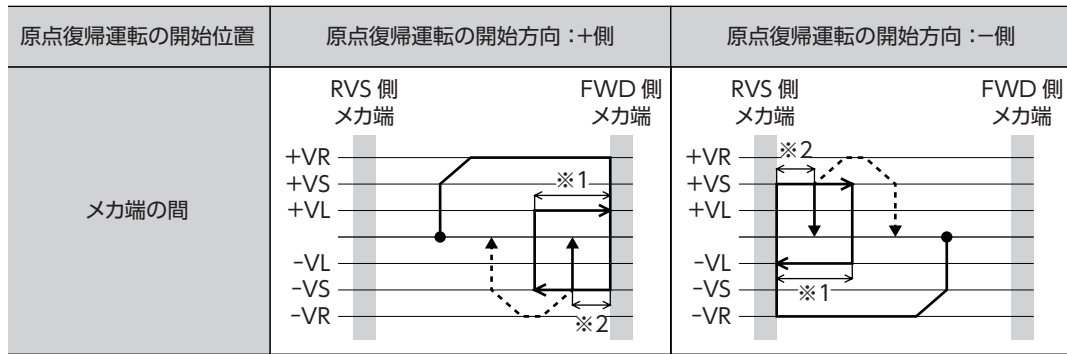 原点復帰運転の開始位置
原点復帰運転の開始方向：+側
原点復帰運転の開始方向：−側
メカ端の間
RVS 側
メカ端
FWD 側
メカ端
+VR
+VS
+VL
−VL
−VS
−VR
※1
※2
RVS 側
メカ端
FWD 側
メカ端
+VR
+VS
+VL
−VL
−VS
−VR
※2
※1